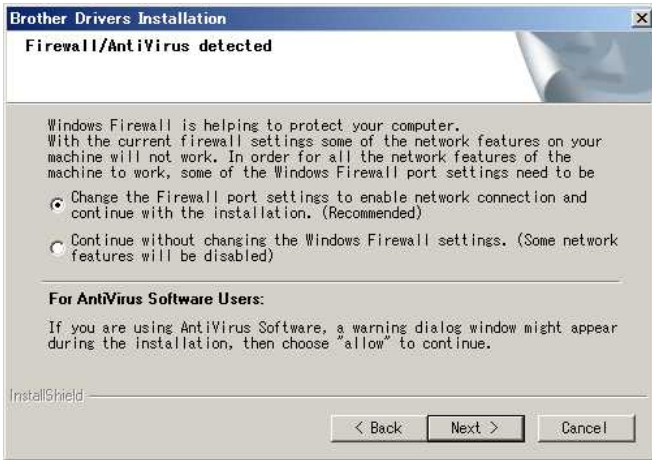 Brother Drivers Installation
Firewall/AntiVirus detected
Windows Firewall is helping to protect your computer.
With the current firewall settings some of the network features on your
machine will not work. In order for all the network features of the
machine to work, some of the Windows Firewall port settings need to be
Change the Firewall port settings to enable network connection and
continue with the installation. (Recommended)
Continue without changing the Windows Firewall settings. (Some network
features will be disabled)
For AntiVirus Software Users:
If you are using AntiVirus Software, a warning dialog window might appear
during the installation, then choose "allow" to continue.
InstallShield
< Back Next > Cancel